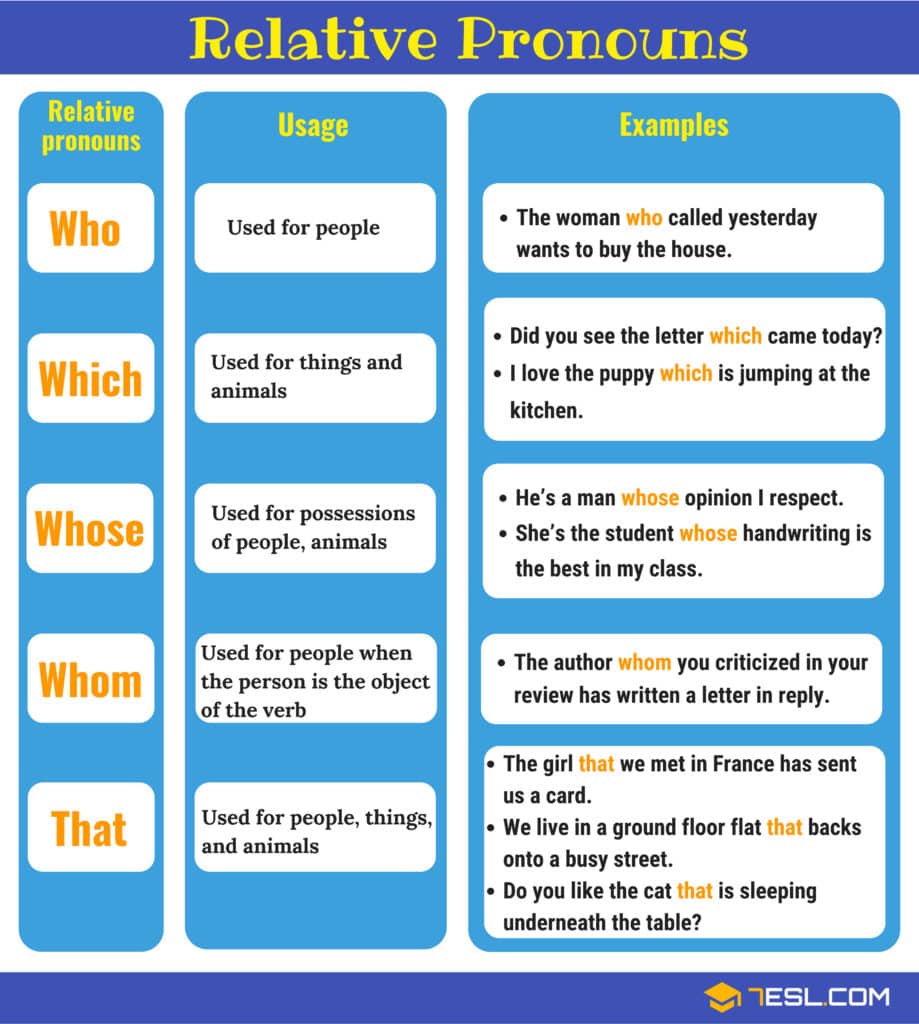 Relative Pronouns
Relative
pronouns
Usage
Examples
Who
Used for people
• The woman who called yesterday
wants to buy the house.
Which
Used for things and
animals
• Did you see the letter which came today?
• I love the puppy which is jumping at the
kitchen.
Whose
Used for possessions
of people, animals
• He's a man whose opinion I respect.
• She's the student whose handwriting is
the best in my class.
Whom
Used for people when
the person is the object
of the verb
• The author whom you criticized in your
review has written a letter in reply.
That
Used for people, things,
and animals
• The girl that we met in France has sent
us a card.
• We live in a ground floor flat that backs
onto a busy street.
• Do you like the cat that is sleeping
underneath the table?
7ESL.COM